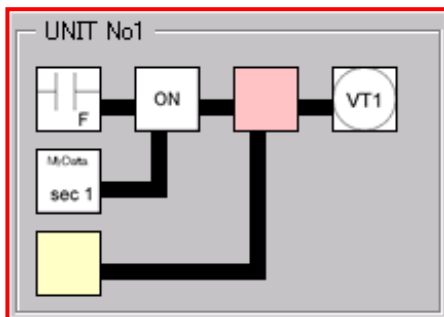 UNIT No1
F
ON
VT1
MyData
sec 1